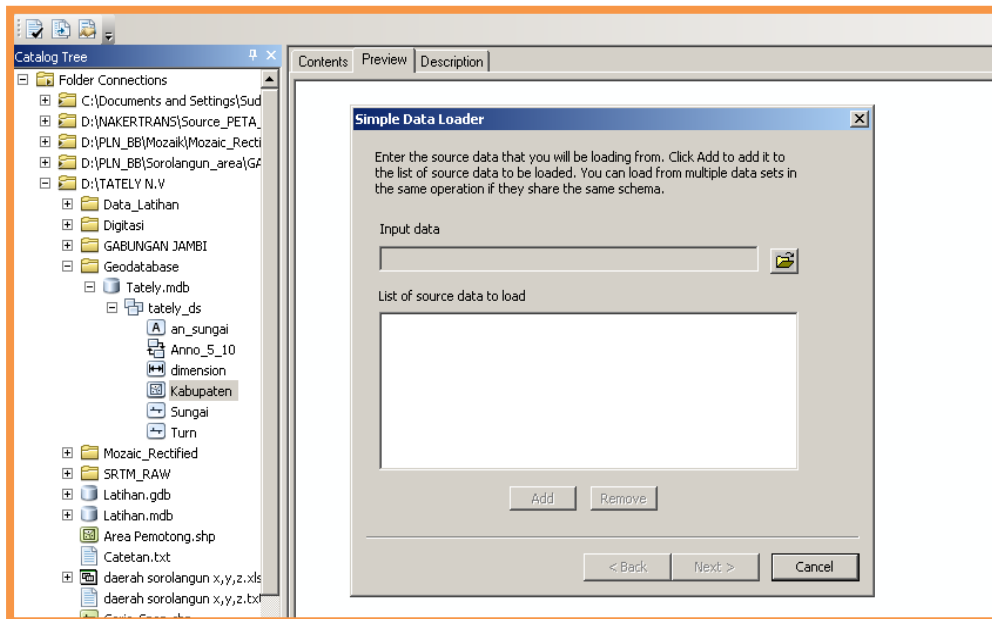 Catalog Tree
Folder Connections
C:\Documents and Settings\Sud
D:\NAKERTRANS\Source_PETA_
D:\PLN_BB\Mozaik\Mozaic_Recti
D:\PLN_BB\Sorolangun_area\GA
D:\TATELY N.V
Data_Latihan
Digitasi
GABUNGAN JAMBI
Geodatabase
Tately.mdb
tately_ds
an_sungai
Anno_5_10
dimension
Kabupaten
Sungai
Turn
Mozaic_Rectified
SRTM_RAW
Latihan.gdb
Latihan.mdb
Area Pemotong.shp
Catetan.txt
daerah sorolangun x,y,z.xls
daerah sorolangun x,y,z.txt
Contents Preview Description
Simple Data Loader
Enter the source data that you will be loading from. Click Add to add it to
the list of source data to be loaded. You can load from multiple data sets in
the same operation if they share the same schema.
Input data
List of source data to load
Add Remove
< Back Next > Cancel